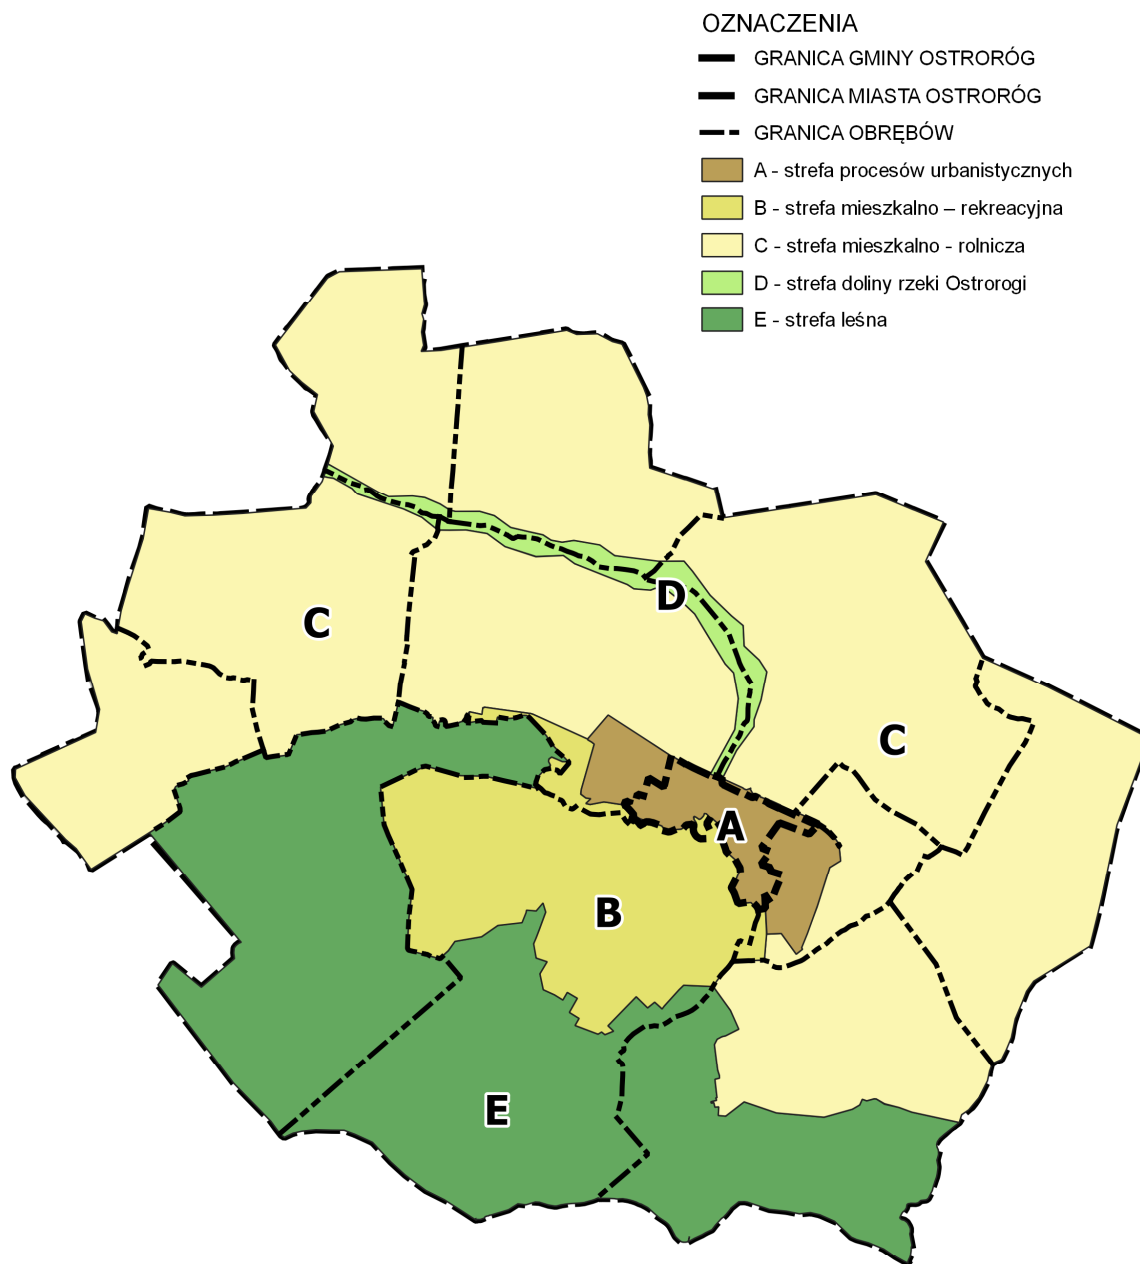 OZNACZENIA
GRANICA GMINY OSTRORÓG
GRANICA MIASTA OSTRORÓG
GRANICA OBRĘBÓW
A - strefa procesów urbanistycznych
B - strefa mieszkalno – rekreacyjna
C - strefa mieszkalno - rolnicza
D - strefa doliny rzeki Ostrorogi
E - strefa leśna
D
C
C
A
B
E